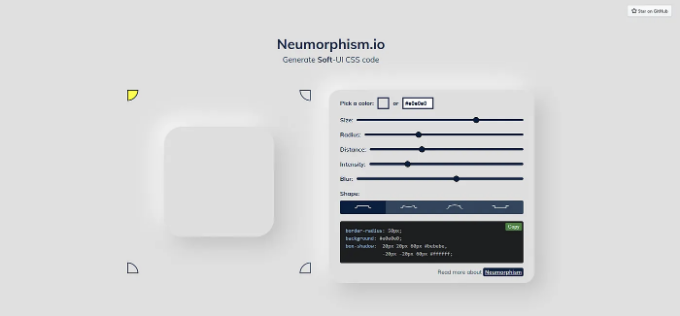 Star on GitHub
Neumorphism.io
Generate Soft-UI CSS code
Pick a color: or #e0e0e0
Size:
Radius:
Distance:
Intensity:
Blur:
Shape:
Copy
border-radius: 50px;
background: #e0e0e0;
box-shadow: 20px 20px 60px #bebebe,
-20px -20px 60px #ffffff;
Read more about Neumorphism